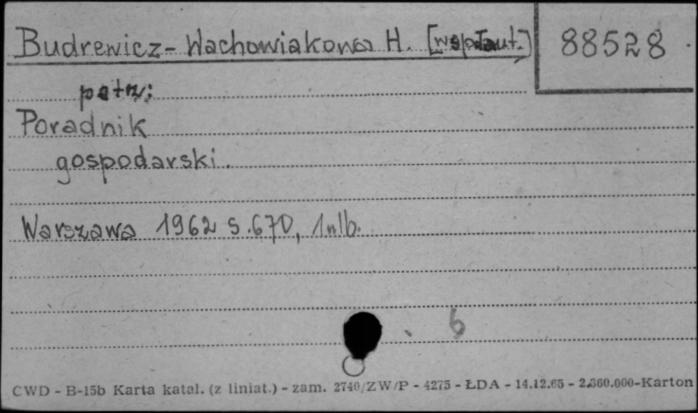 Budrewicz-Wachowiakowa H. [współaut.] 88528
patrz:
Poradnik
gospodarski.
Warszawa 1962 s.670, 1nlb.
6
CWD - B-15b Karta katal. (z liniat.) - zam. 2740/ZW/P - 4275 - ŁDA - 14.12.65 - 2.360.000-Karton